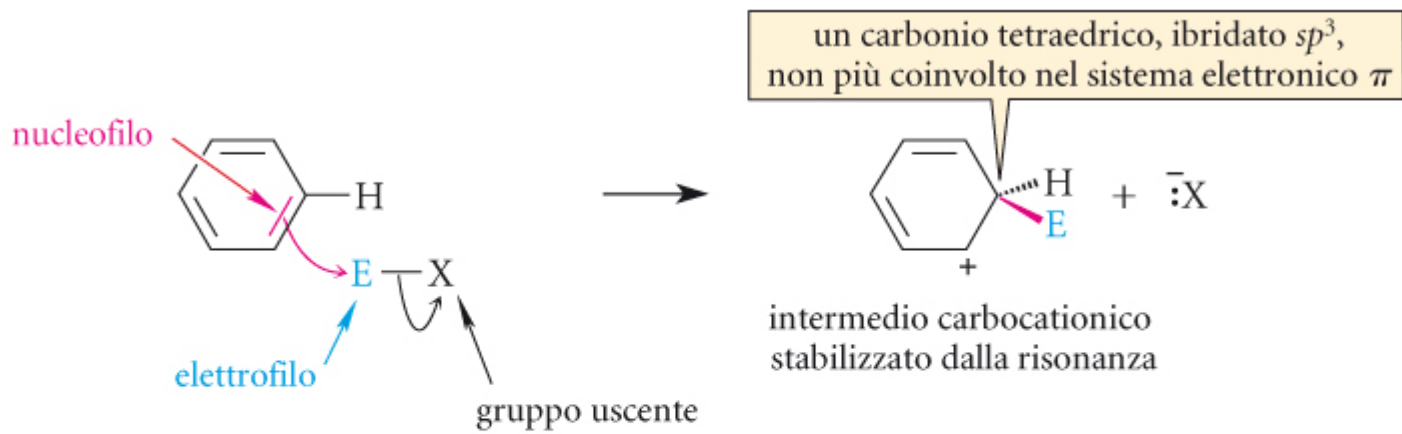 un carbonio tetraedrico, ibridato sp³,
non più coinvolto nel sistema elettronico π
nucleofilo
H
E X
elettrofilo
gruppo uscente
H
E
+
+ :X̄
intermedio carbocationico
stabilizzato dalla risonanza